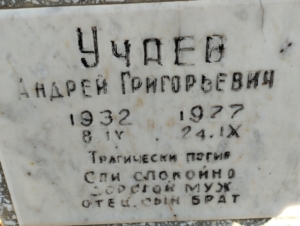 УЧАЕВ
АНДРЕЙ ГРИГОРЬЕВИЧ
1932 1977
8.IV 24.IX
ТРАГИЧЕСКИ ПОГИБ
СПИ СПОКОЙНО
ДОРОГОЙ МУЖ
ОТЕЦ, СЫН БРАТ